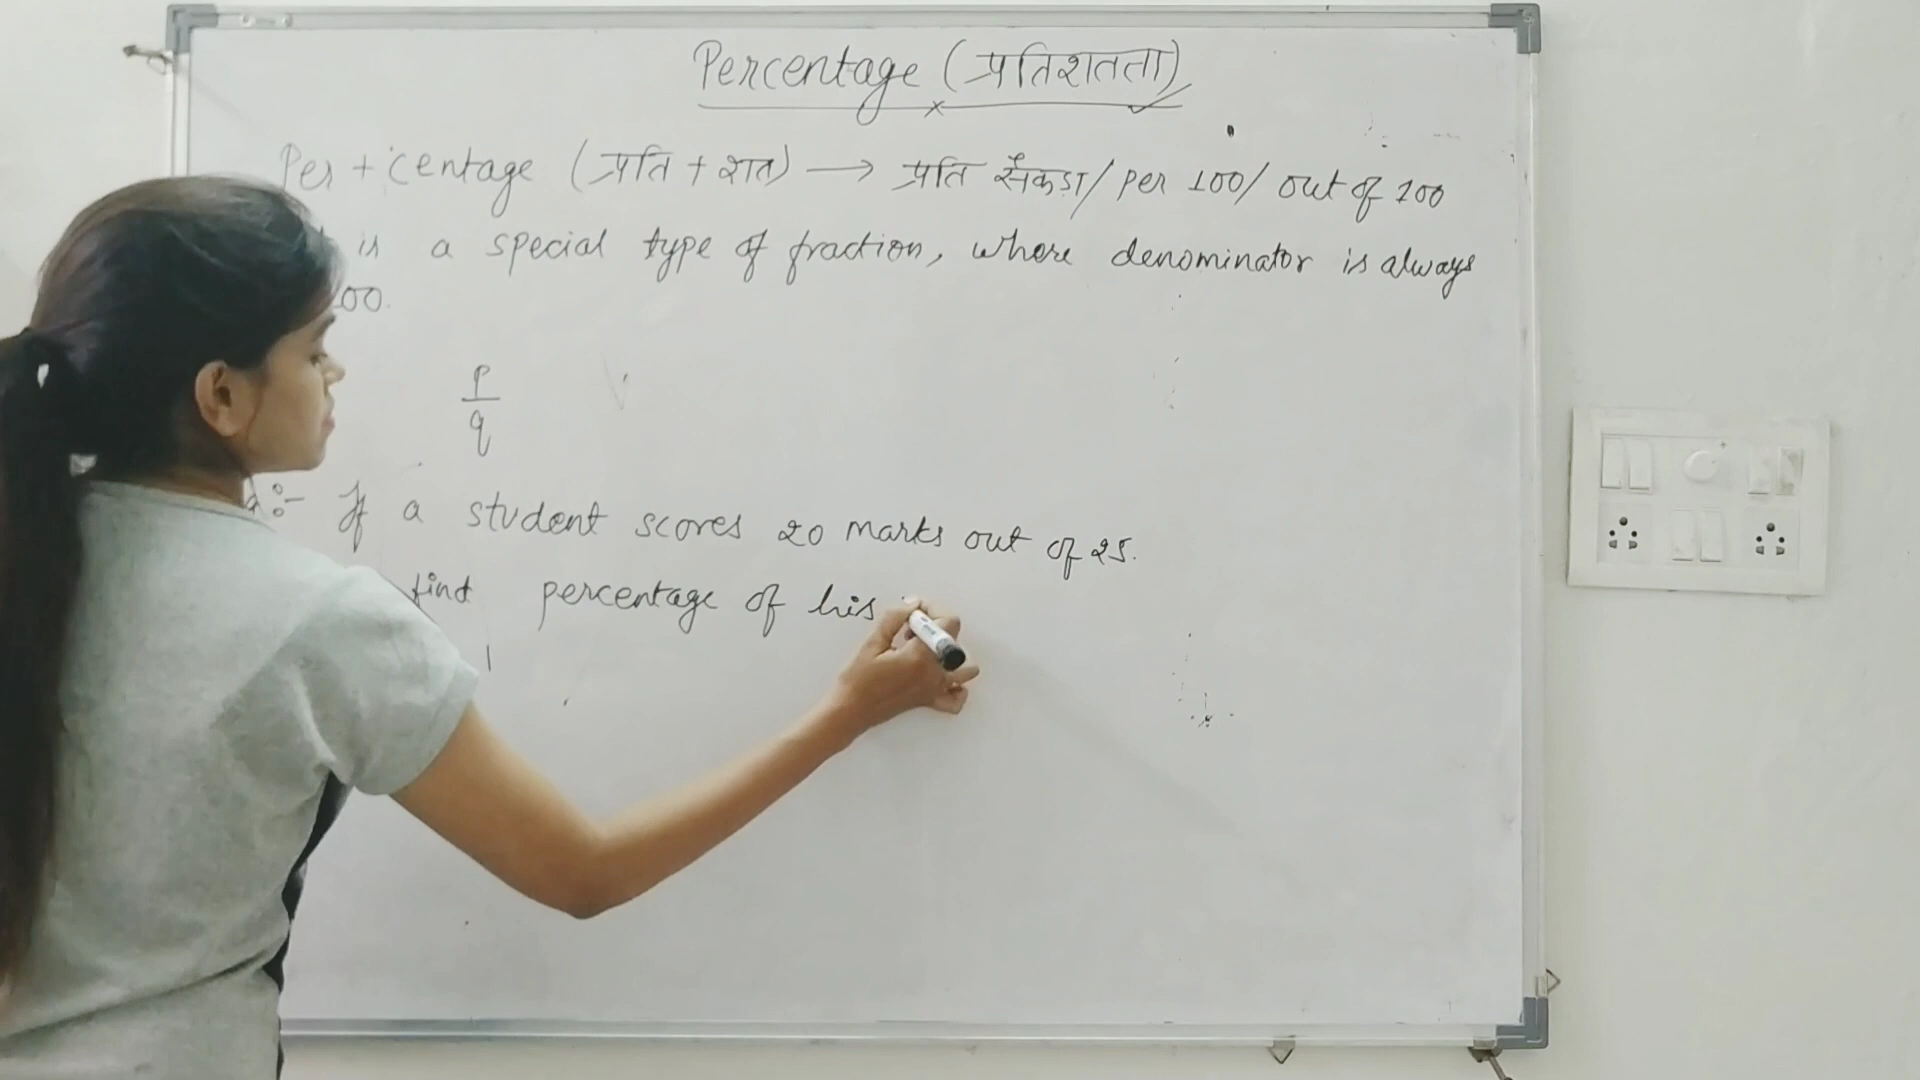 Percentage (प्रतिशतता)
Per + centage (प्रति + शत) → प्रति सैंकडा / per 100 / out of 100
is a special type of fraction, where denominator is always
p
q
:- If a student scores 20 marks out of 25.
find percentage of his